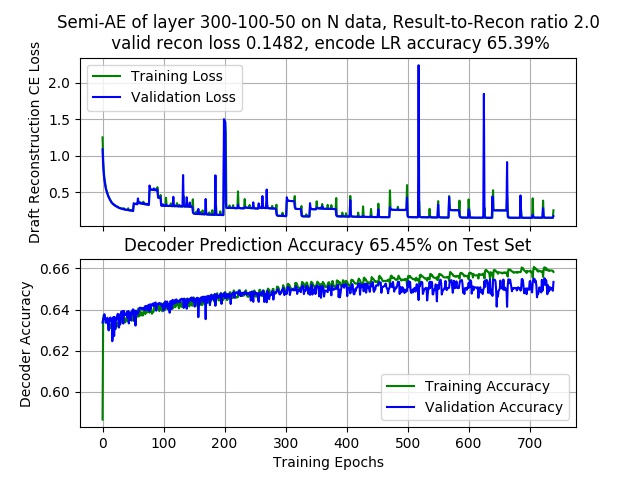 Semi-AE of layer 300-100-50 on N data, Result-to-Recon ratio 2.0
valid recon loss 0.1482, encode LR accuracy 65.39%
Draft Reconstruction CE Loss
2.0
1.5
1.0
0.5
Training Loss
Validation Loss
Decoder Prediction Accuracy 65.45% on Test Set
Decoder Accuracy
0.66
0.64
0.62
0.60
Training Accuracy
Validation Accuracy
0 100 200 300 400 500 600 700
Training Epochs